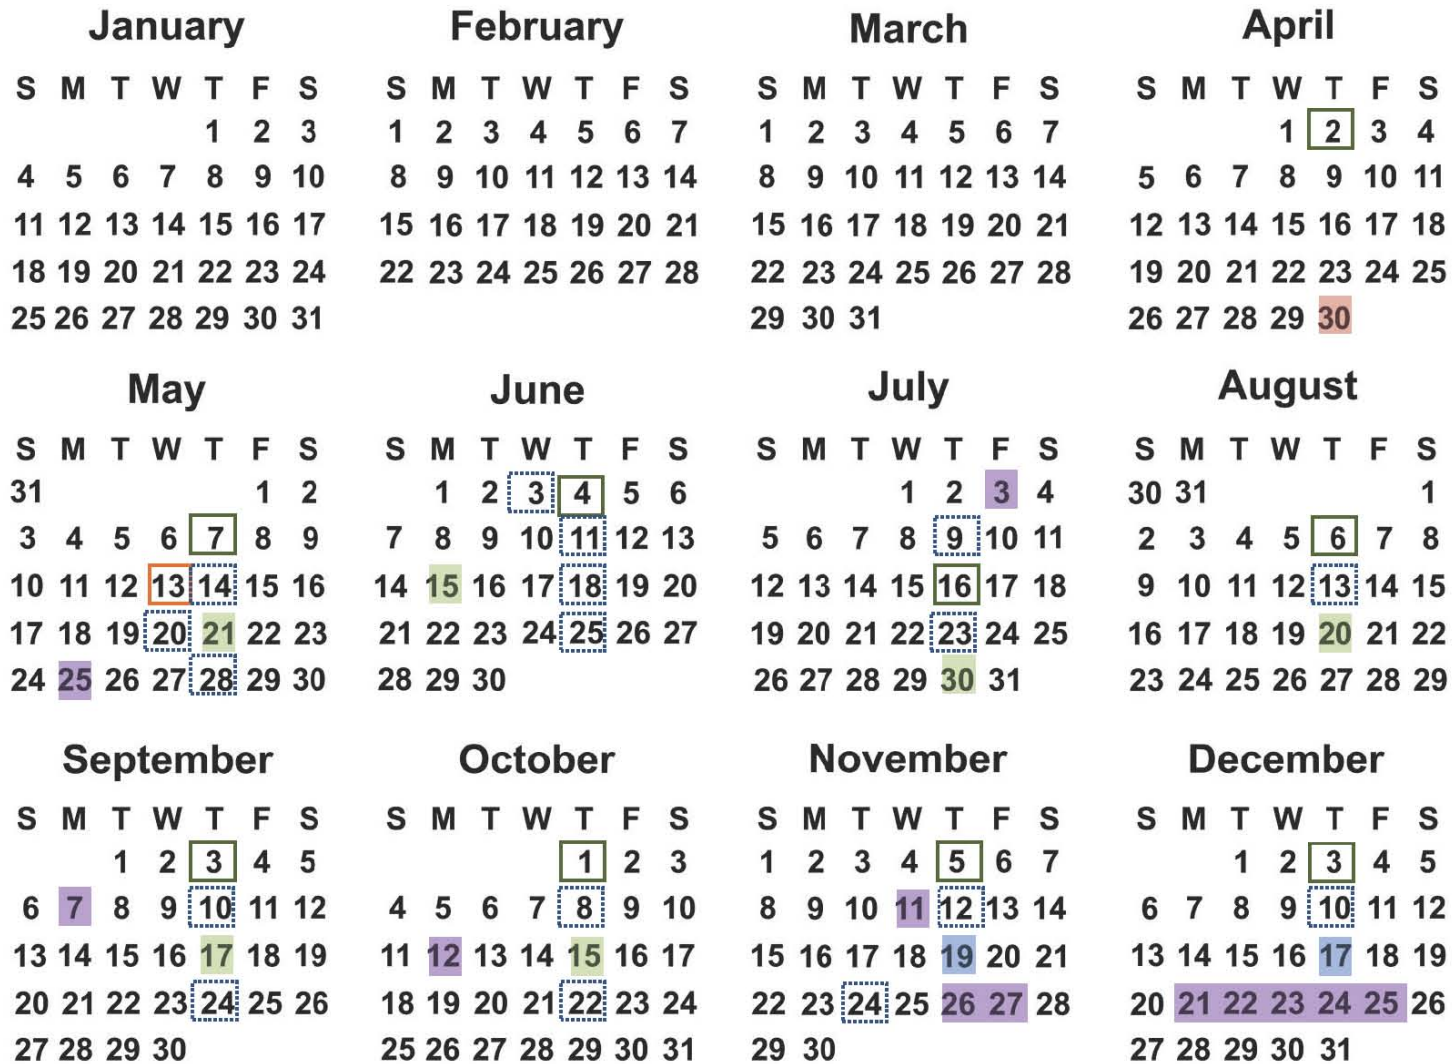 January February March April
S M T W T F S S M T W T F S S M T W T F S S M T W T F S
1 2 3 1 2 3 4 5 6 7 1 2 3 4 5 6 7 1 2 3 4
4 5 6 7 8 9 10 8 9 10 11 12 13 14 8 9 10 11 12 13 14 5 6 7 8 9 10 11
11 12 13 14 15 16 17 15 16 17 18 19 20 21 15 16 17 18 19 20 21 12 13 14 15 16 17 18
18 19 20 21 22 23 24 22 23 24 25 26 27 28 22 23 24 25 26 27 28 19 20 21 22 23 24 25
25 26 27 28 29 30 31 29 30 31 26 27 28 29 30
May June July August
S M T W T F S S M T W T F S S M T W T F S S M T W T F S
31 1 2 1 2 3 4 5 6 1 2 3 4 30 31 1
3 4 5 6 7 8 9 7 8 9 10 11 12 13 5 6 7 8 9 10 11 2 3 4 5 6 7 8
10 11 12 13 14 15 16 14 15 16 17 18 19 20 12 13 14 15 16 17 18 9 10 11 12 13 14 15
17 18 19 20 21 22 23 21 22 23 24 25 26 27 19 20 21 22 23 24 25 16 17 18 19 20 21 22
24 25 26 27 28 29 30 28 29 30 26 27 28 29 30 31 23 24 25 26 27 28 29
September October November December
S M T W T F S S M T W T F S S M T W T F S S M T W T F S
1 2 3 4 5 1 2 3 1 2 3 4 5 6 7 1 2 3 4 5
6 7 8 9 10 11 12 4 5 6 7 8 9 10 8 9 10 11 12 13 14 6 7 8 9 10 11 12
13 14 15 16 17 18 19 11 12 13 14 15 16 17 15 16 17 18 19 20 21 13 14 15 16 17 18 19
20 21 22 23 24 25 26 18 19 20 21 22 23 24 22 23 24 25 26 27 28 20 21 22 23 24 25 26
27 28 29 30 25 26 27 28 29 30 31 29 30 27 28 29 30 31